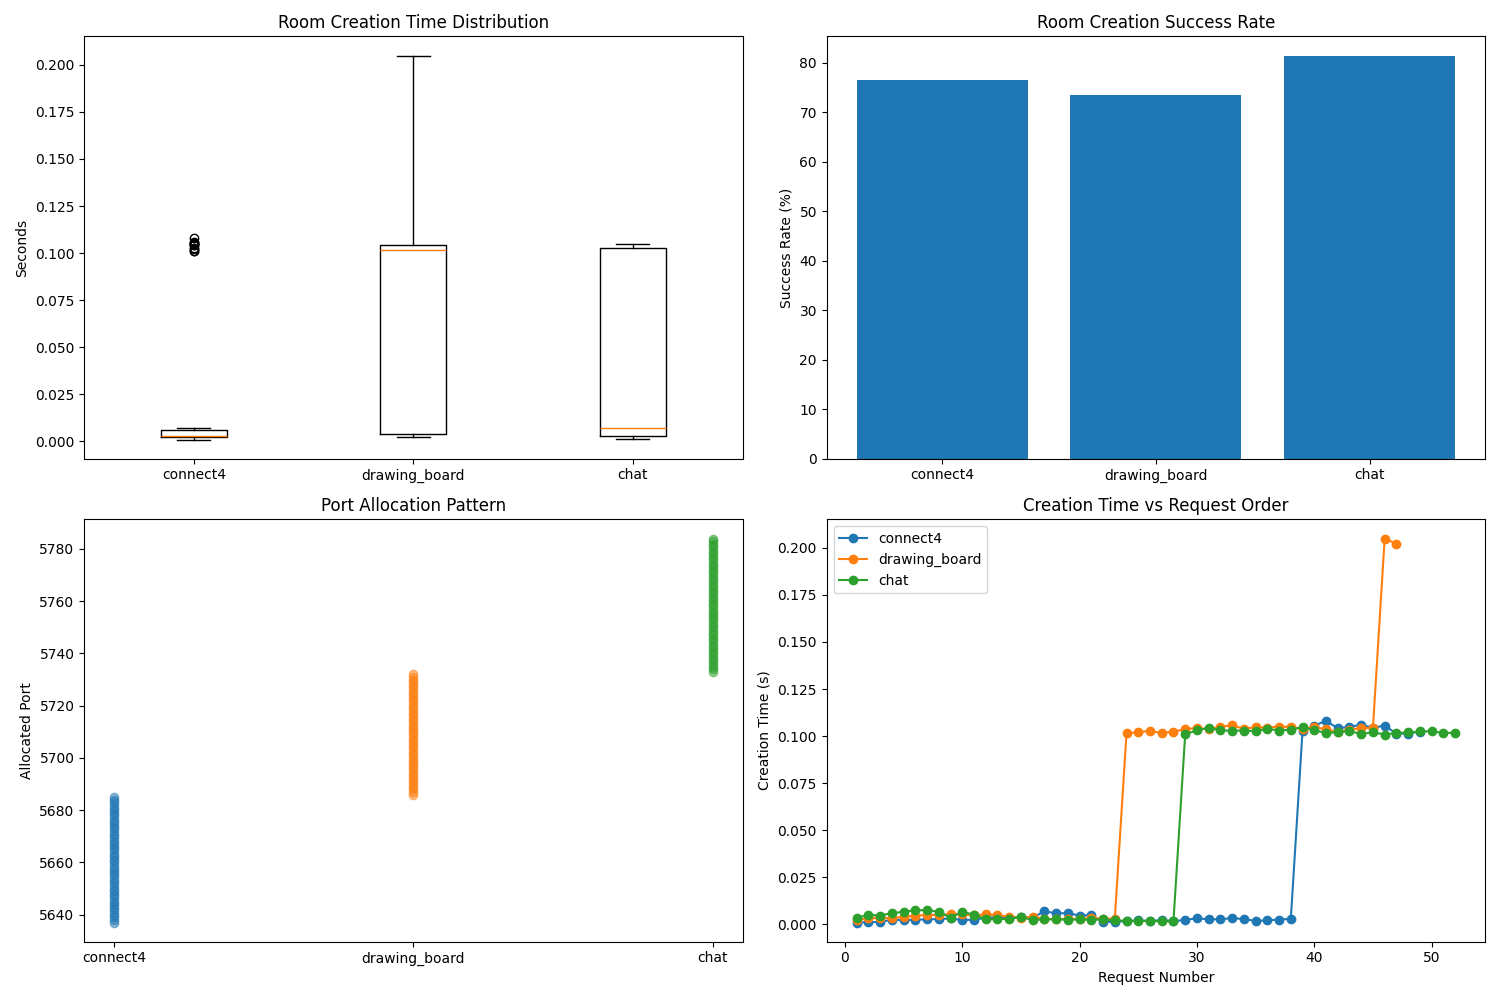 Room Creation Time Distribution
Seconds
0.200
0.175
0.150
0.125
0.100
0.075
0.050
0.025
0.000
connect4 drawing_board chat
Room Creation Success Rate
Success Rate (%)
80
70
60
50
40
30
20
10
0
connect4 drawing_board chat
Port Allocation Pattern
Allocated Port
5780
5760
5740
5720
5700
5680
5660
5640
connect4 drawing_board chat
Creation Time vs Request Order
connect4
drawing_board
chat
Creation Time (s)
0.200
0.175
0.150
0.125
0.100
0.075
0.050
0.025
0.000
0 10 20 30 40 50
Request Number